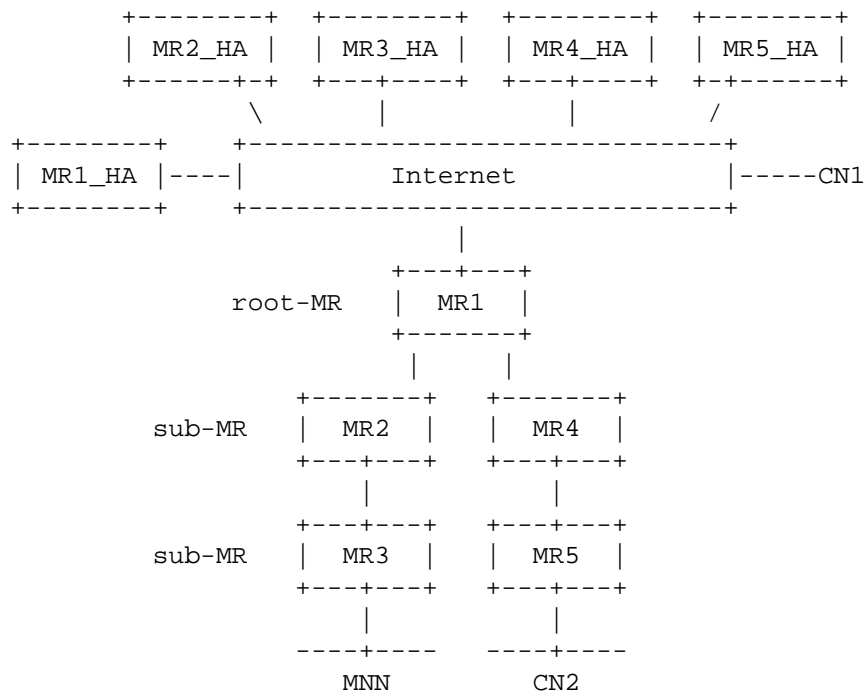 MR2_HA MR3_HA MR4_HA MR5_HA
MR1_HA Internet CN1
root-MR MR1
sub-MR MR2 MR4
sub-MR MR3 MR5
MNN CN2